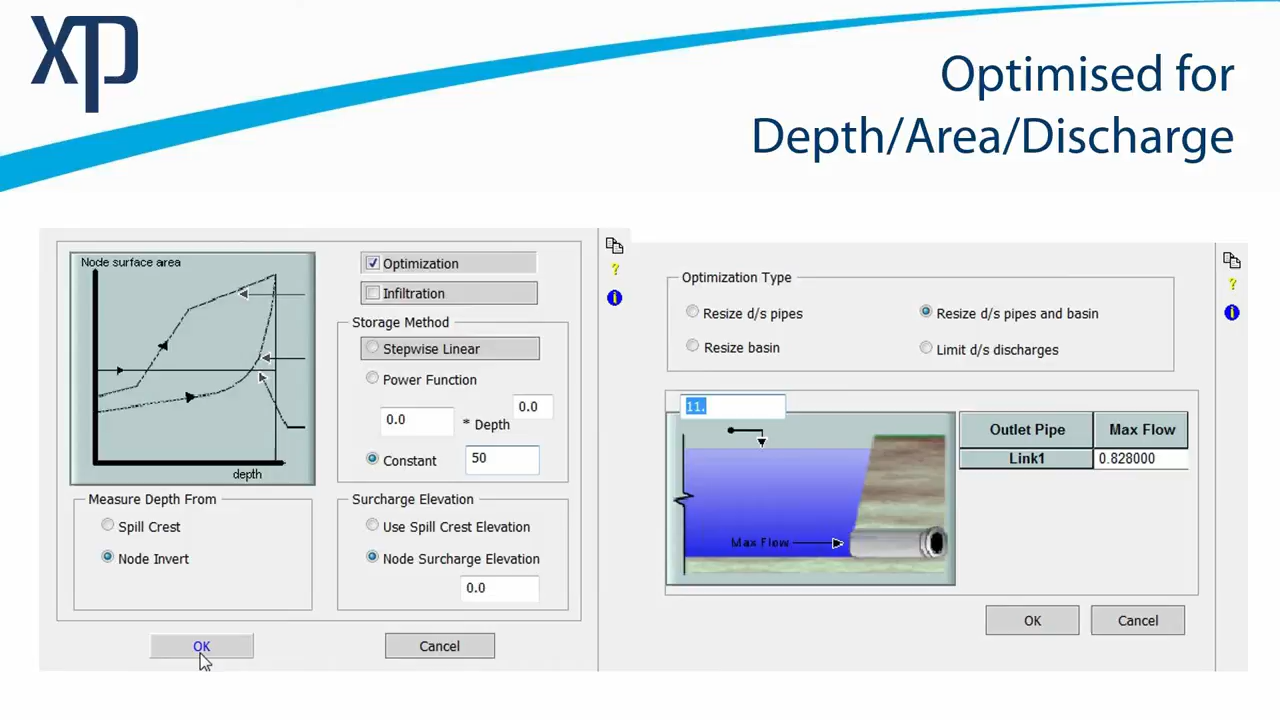 xp
Optimised for
Depth/Area/Discharge
Node surface area
depth
Optimization
Infiltration
Storage Method
Stepwise Linear
Power Function
0.0
* Depth
0.0
Constant
50
Measure Depth From
Spill Crest
Node Invert
Surcharge Elevation
Use Spill Crest Elevation
Node Surcharge Elevation
0.0
OK
Cancel
?
i
Optimization Type
Resize d/s pipes
Resize d/s pipes and basin
Resize basin
Limit d/s discharges
11.
Max Flow
Outlet Pipe
Max Flow
Link1
0.828000
OK
Cancel
?
i